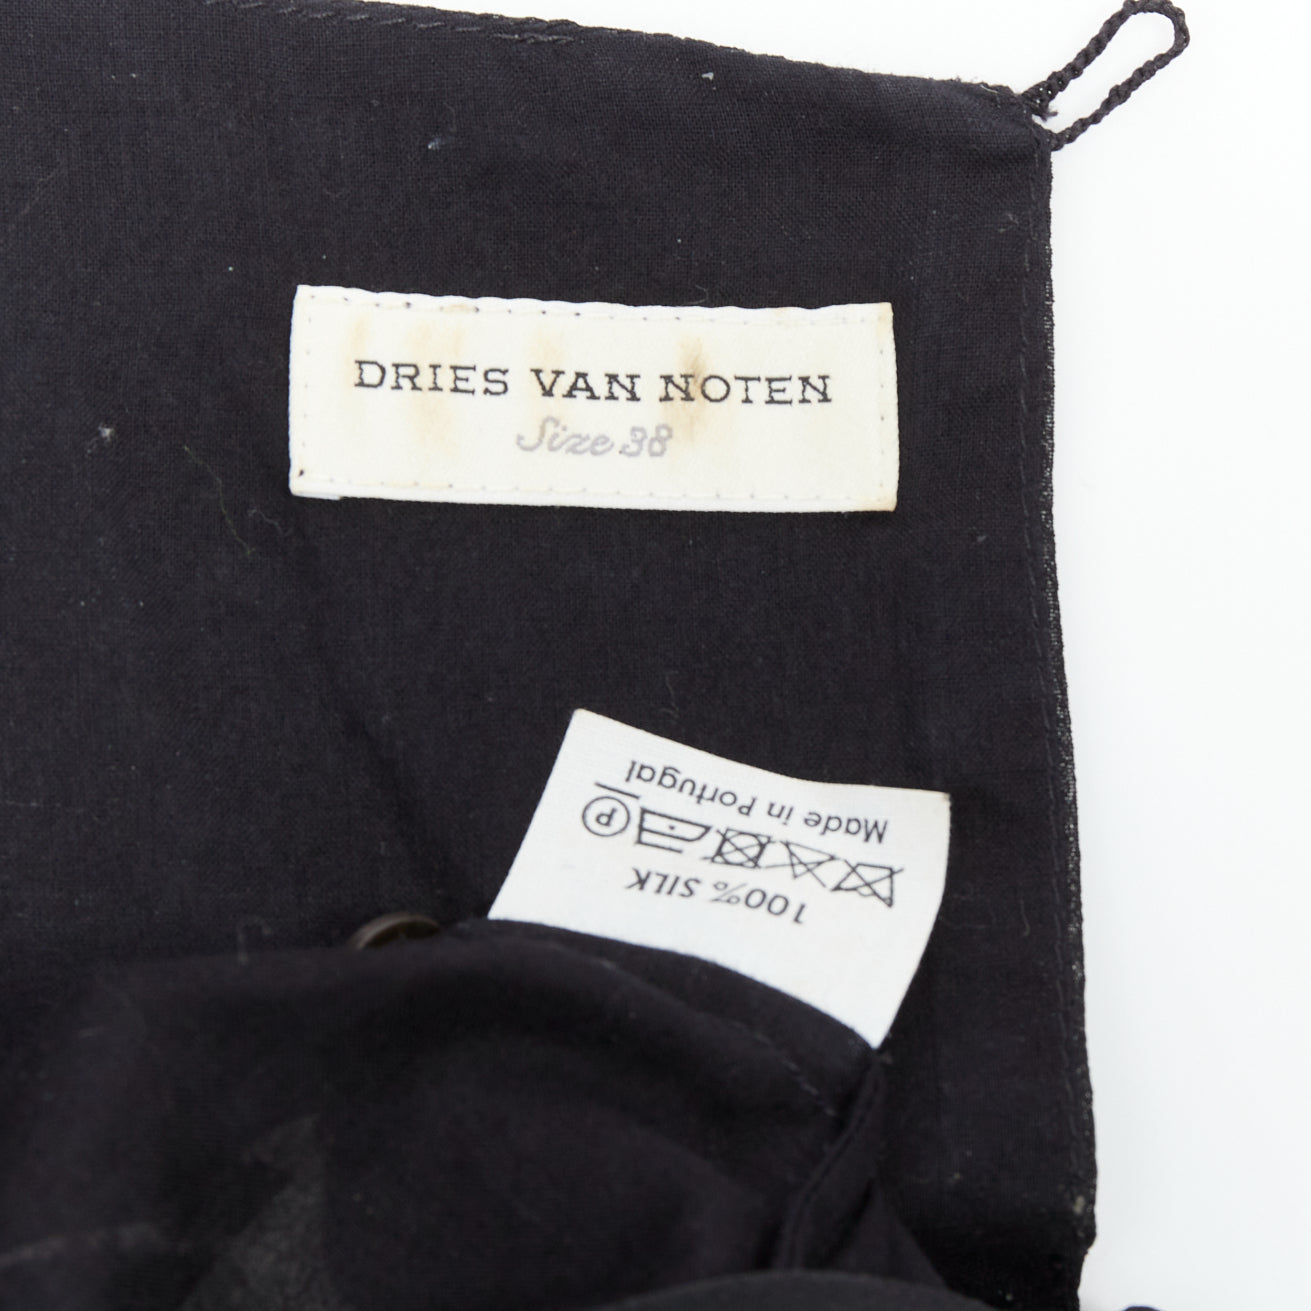 DRIES VAN NOTEN
Size 38
100% SILK
P
Made in Portugal